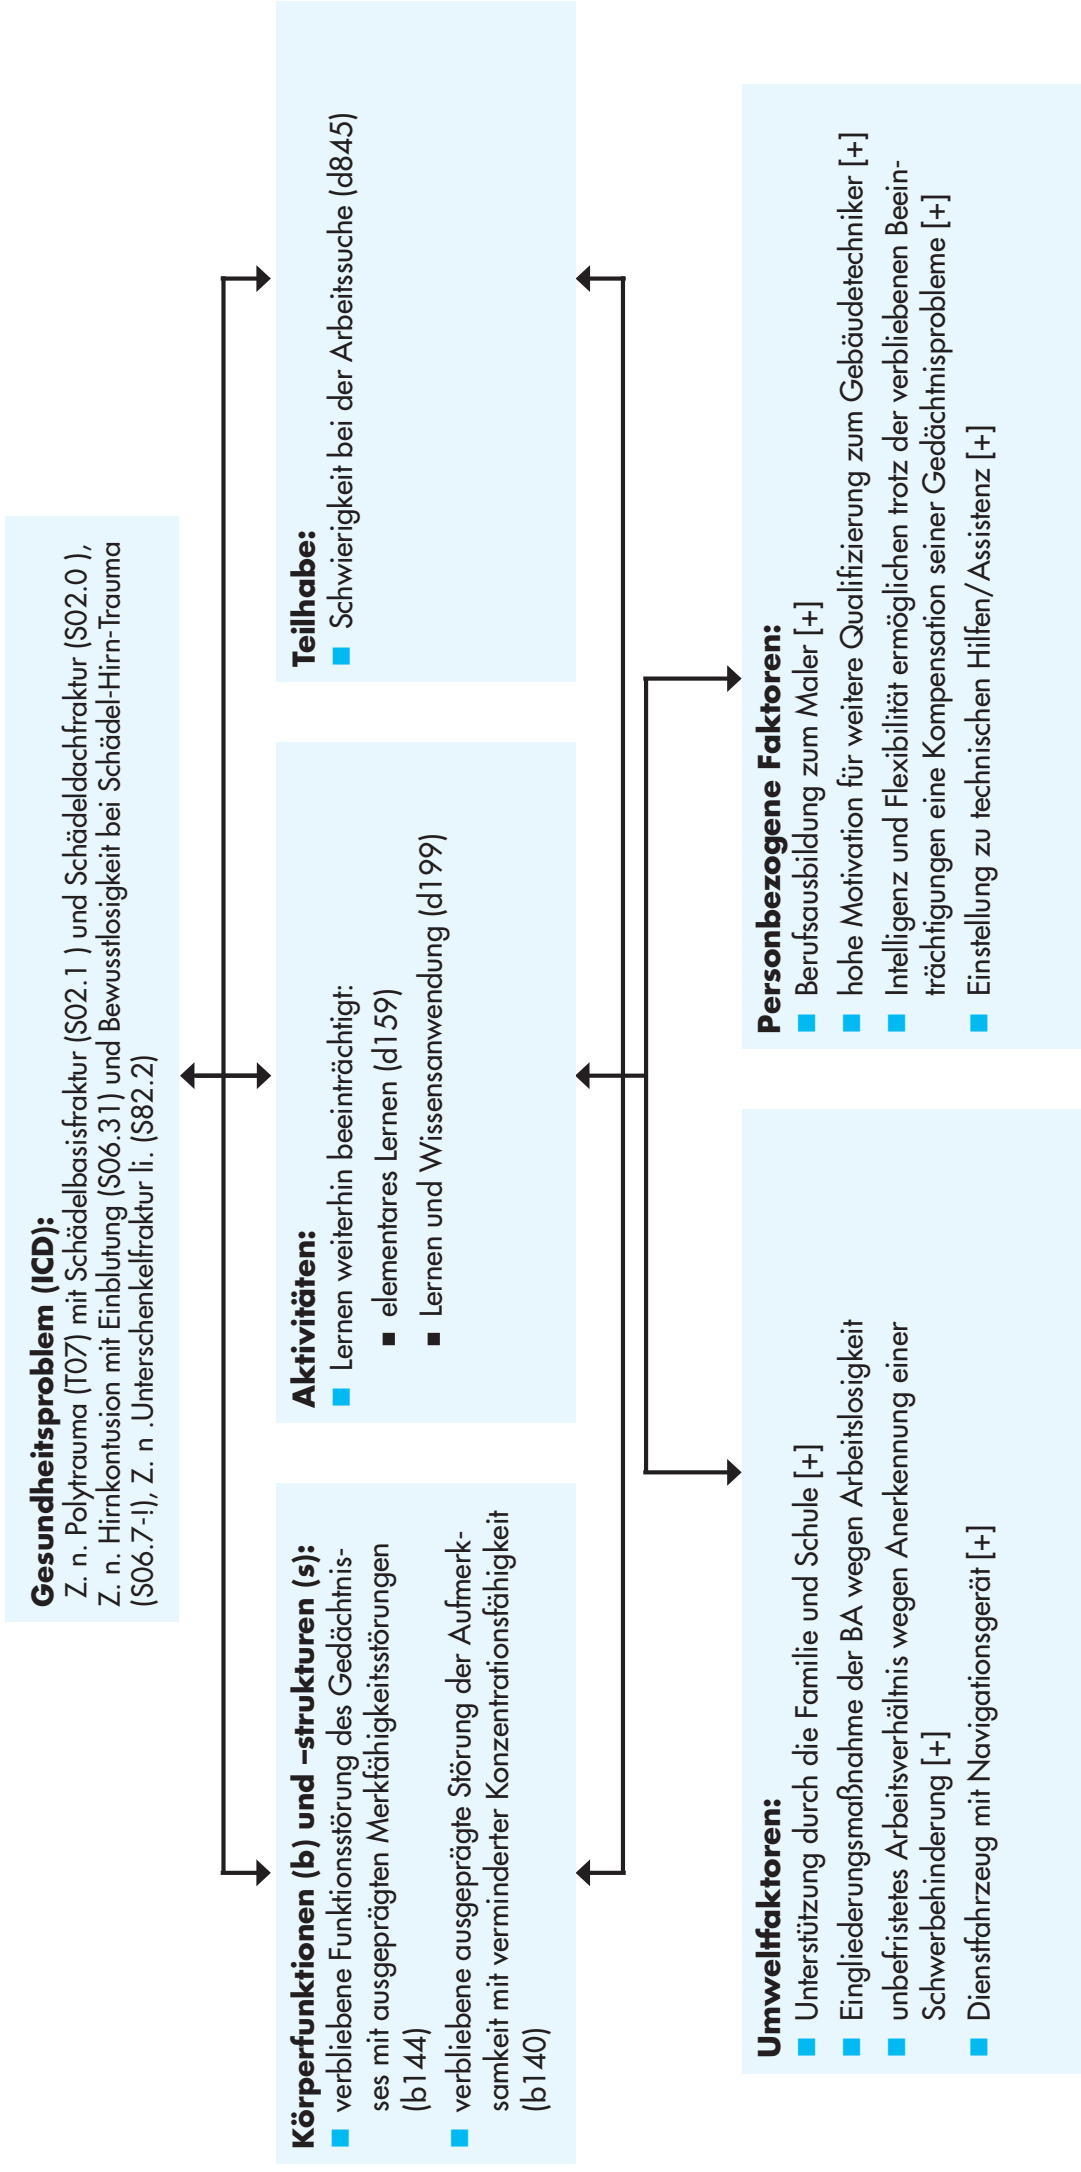 Gesundheitsproblem (ICD):
Z. n. Polytrauma (T07) mit Schädelbasisfraktur (S02.1 ) und Schädeldachfraktur (S02.0 ),
Z. n. Hirnkontusion mit Einblutung (S06.31) und Bewusstlosigkeit bei Schädel-Hirn-Trauma
(S06.7-!), Z. n .Unterschenkelfraktur li. (S82.2)
Körperfunktionen (b) und –strukturen (s):
■ verbliebene Funktionsstörung des Gedächtnis-
ses mit ausgeprägten Merkfähigkeitsstörungen
(b144)
■ verbliebene ausgeprägte Störung der Aufmerk-
samkeit mit verminderter Konzentrationsfähigkeit
(b140)
Aktivitäten:
■ Lernen weiterhin beeinträchtigt:
■ elementares Lernen (d159)
■ Lernen und Wissensanwendung (d199)
Teilhabe:
■ Schwierigkeit bei der Arbeitssuche (d845)
Umweltfaktoren:
■ Unterstützung durch die Familie und Schule [+]
■ Eingliederungsmaßnahme der BA wegen Arbeitslosigkeit
■ unbefristetes Arbeitsverhältnis wegen Anerkennung einer
Schwerbehinderung [+]
■ Dienstfahrzeug mit Navigationsgerät [+]
Personbezogene Faktoren:
■ Berufsausbildung zum Maler [+]
■ hohe Motivation für weitere Qualifizierung zum Gebäudetechniker [+]
■ Intelligenz und Flexibilität ermöglichen trotz der verbliebenen Beein-
trächtigungen eine Kompensation seiner Gedächtnisprobleme [+]
■ Einstellung zu technischen Hilfen/Assistenz [+]